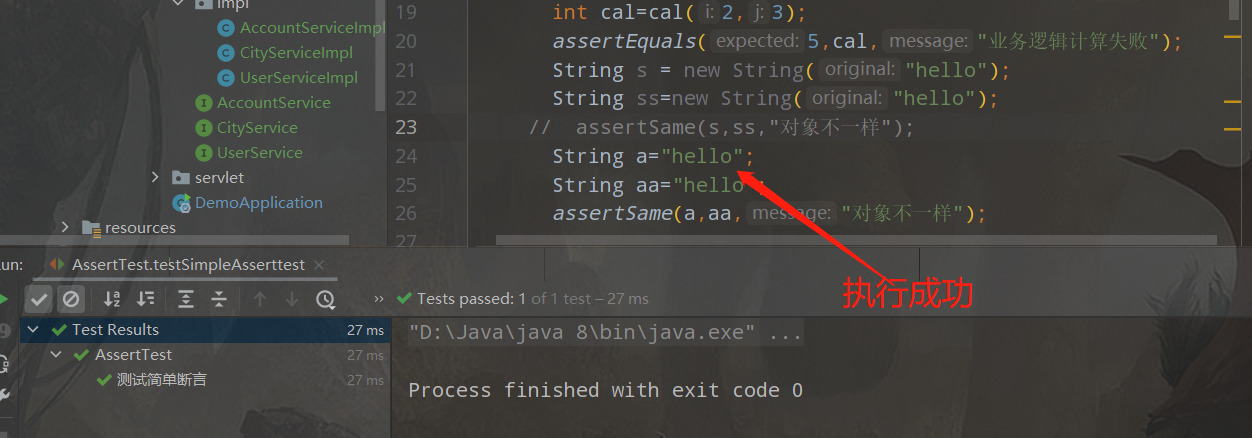 impl
AccountServiceImpl
CityServiceImpl
UserServiceImpl
AccountService
CityService
UserService
servlet
DemoApplication
resources
19 int cal=cal( i: 2, j: 3);
20 assertEquals( expected: 5,cal, message: "业务逻辑计算失败");
21 String s = new String( original: "hello");
22 String ss=new String( original: "hello");
23 // assertSame(s,ss,"对象不一样");
24 String a="hello";
25 String aa="hello";
26 assertSame(a,aa, message: "对象不一样");
27
执行成功
un: AssertTest.testSimpleAsserttest ×
» Tests passed: 1 of 1 test – 27 ms
Test Results 27 ms
AssertTest 27 ms
测试简单断言 27 ms
"D:\Java\java 8\bin\java.exe" ...
Process finished with exit code 0